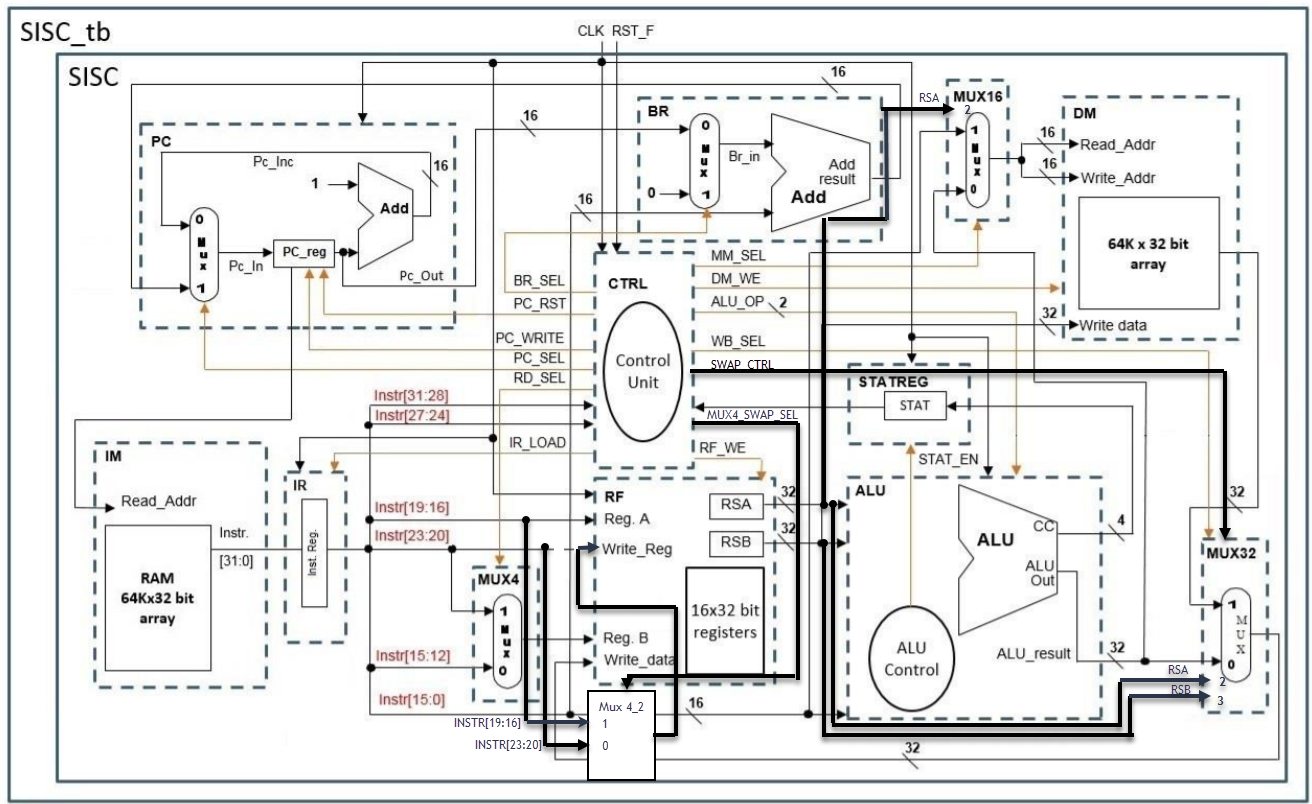 SISC_tb
CLK RST_F
SISC
16
RSA
MUX16
2
1
Mux
0
DM
16
Read_Addr
16
Write_Addr
64K x 32 bit
array
32
Write data
BR
0
Mux
1
0
Br_in
Add
result
Add
16
16
PC
Pc_Inc
1
16
Add
0
Mux
1
Pc_In
PC_reg
Pc_Out
BR_SEL
PC_RST
PC_WRITE
PC_SEL
RD_SEL
IR_LOAD
CTRL
Control
Unit
MM_SEL
DM_WE
ALU_OP
2
WB_SEL
SWAP_CTRL
MUX4_SWAP_SEL
RF_WE
STATREG
STAT
STAT_EN
Instr[31:28]
Instr[27:24]
Instr[19:16]
Instr[23:20]
Instr[15:12]
Instr[15:0]
IM
Read_Addr
Instr.
[31:0]
RAM
64Kx32 bit
array
IR
Inst. Reg.
MUX4
1
Mux
0
RF
Reg. A
Write_Reg
Reg. B
Write_data
RSA
RSB
16x32 bit
registers
32
32
ALU
ALU
CC
ALU
Out
4
ALU
Control
ALU_result
32
32
MUX32
1
MUX
0
2
3
RSA
RSB
Mux 4_2
1
0
INSTR[19:16]
INSTR[23:20]
16
32